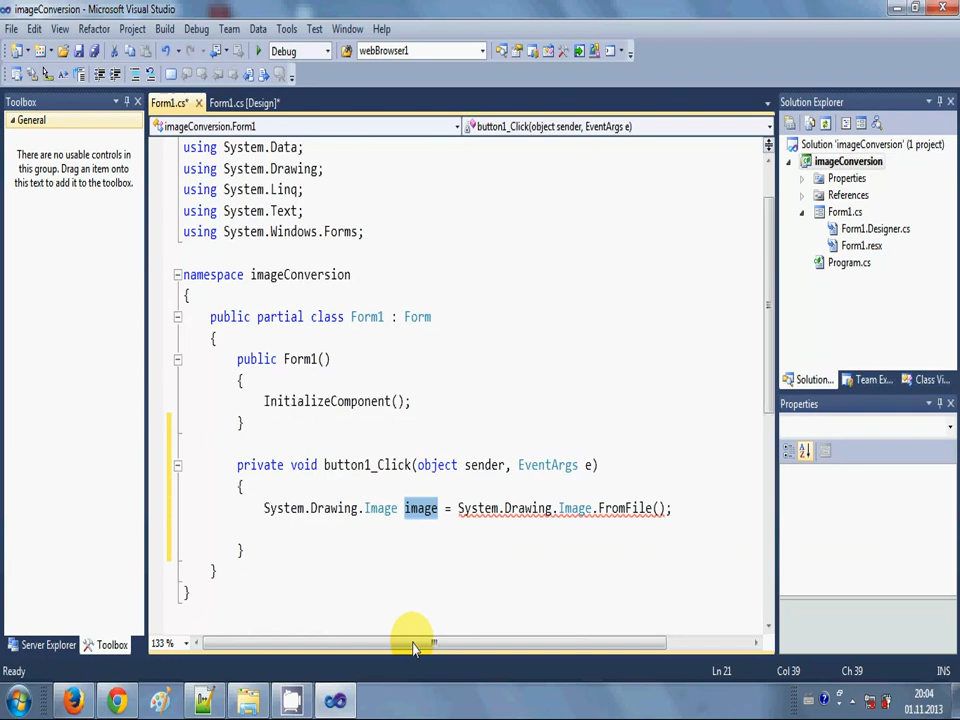 imageConversion - Microsoft Visual Studio
File Edit View Refactor Project Build Debug Team Data Tools Test Window Help
Debug webBrowser1
Toolbox
General
There are no usable controls
in this group. Drag an item onto
this text to add it to the toolbox.
Server Explorer Toolbox
Form1.cs* Form1.cs [Design]*
imageConversion.Form1 button1_Click(object sender, EventArgs e)
using System.Data;
using System.Drawing;
using System.Linq;
using System.Text;
using System.Windows.Forms;
namespace imageConversion
{
public partial class Form1 : Form
{
public Form1()
{
InitializeComponent();
}
private void button1_Click(object sender, EventArgs e)
{
System.Drawing.Image image = System.Drawing.Image.FromFile();
}
}
}
133 %
Solution Explorer
Solution 'imageConversion' (1 project)
imageConversion
Properties
References
Form1.cs
Form1.Designer.cs
Form1.resx
Program.cs
Solution... Team Ex... Class Vi...
Properties
Ready Ln 21 Col 39 Ch 39 INS
20:04
01.11.2013